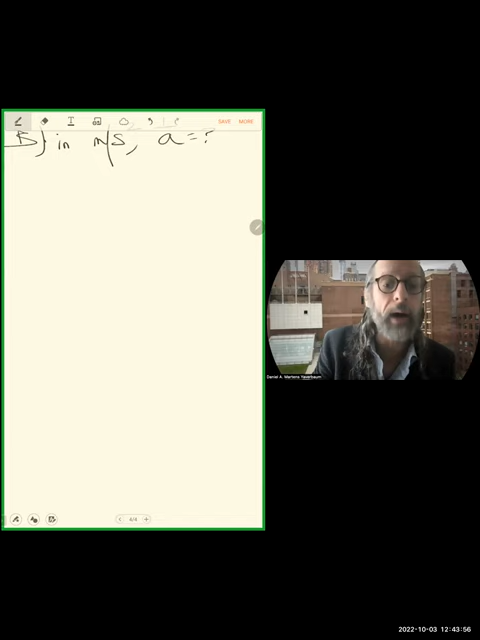 SAVE MORE
B) in m/s, a=?
Daniel A. Martens Yaverbaum
4/4
2022-10-03 12:43:56